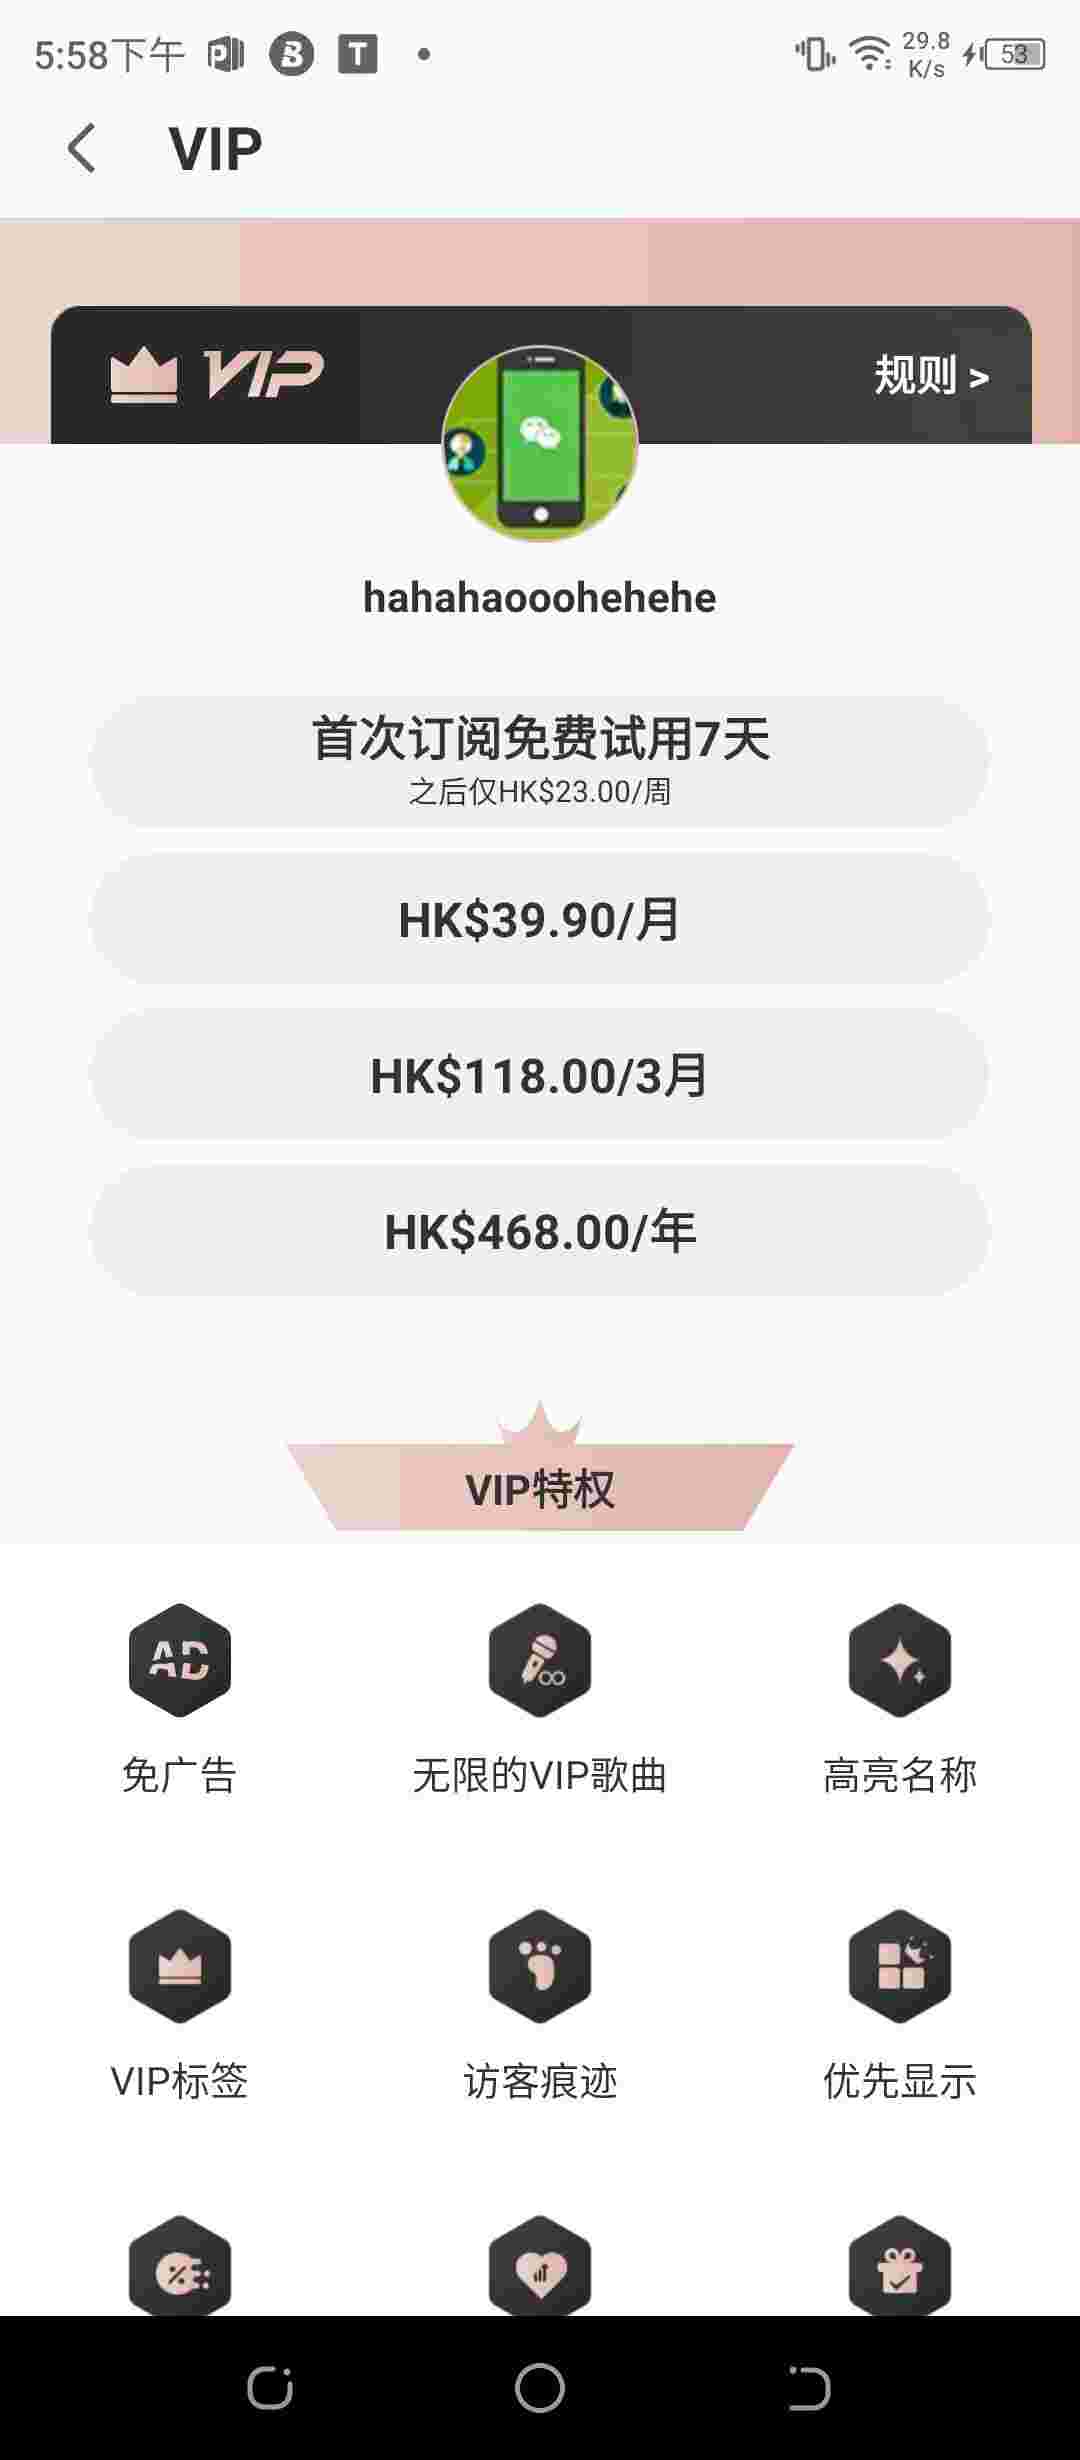 5:58下午
29.8
K/s
53
VIP
VIP
规则 >
hahahaooohehehe
首次订阅免费试用7天
之后仅HK$23.00/周
HK$39.90/月
HK$118.00/3月
HK$468.00/年
VIP特权
AD
免广告
无限的VIP歌曲
高亮名称
VIP标签
访客痕迹
优先显示